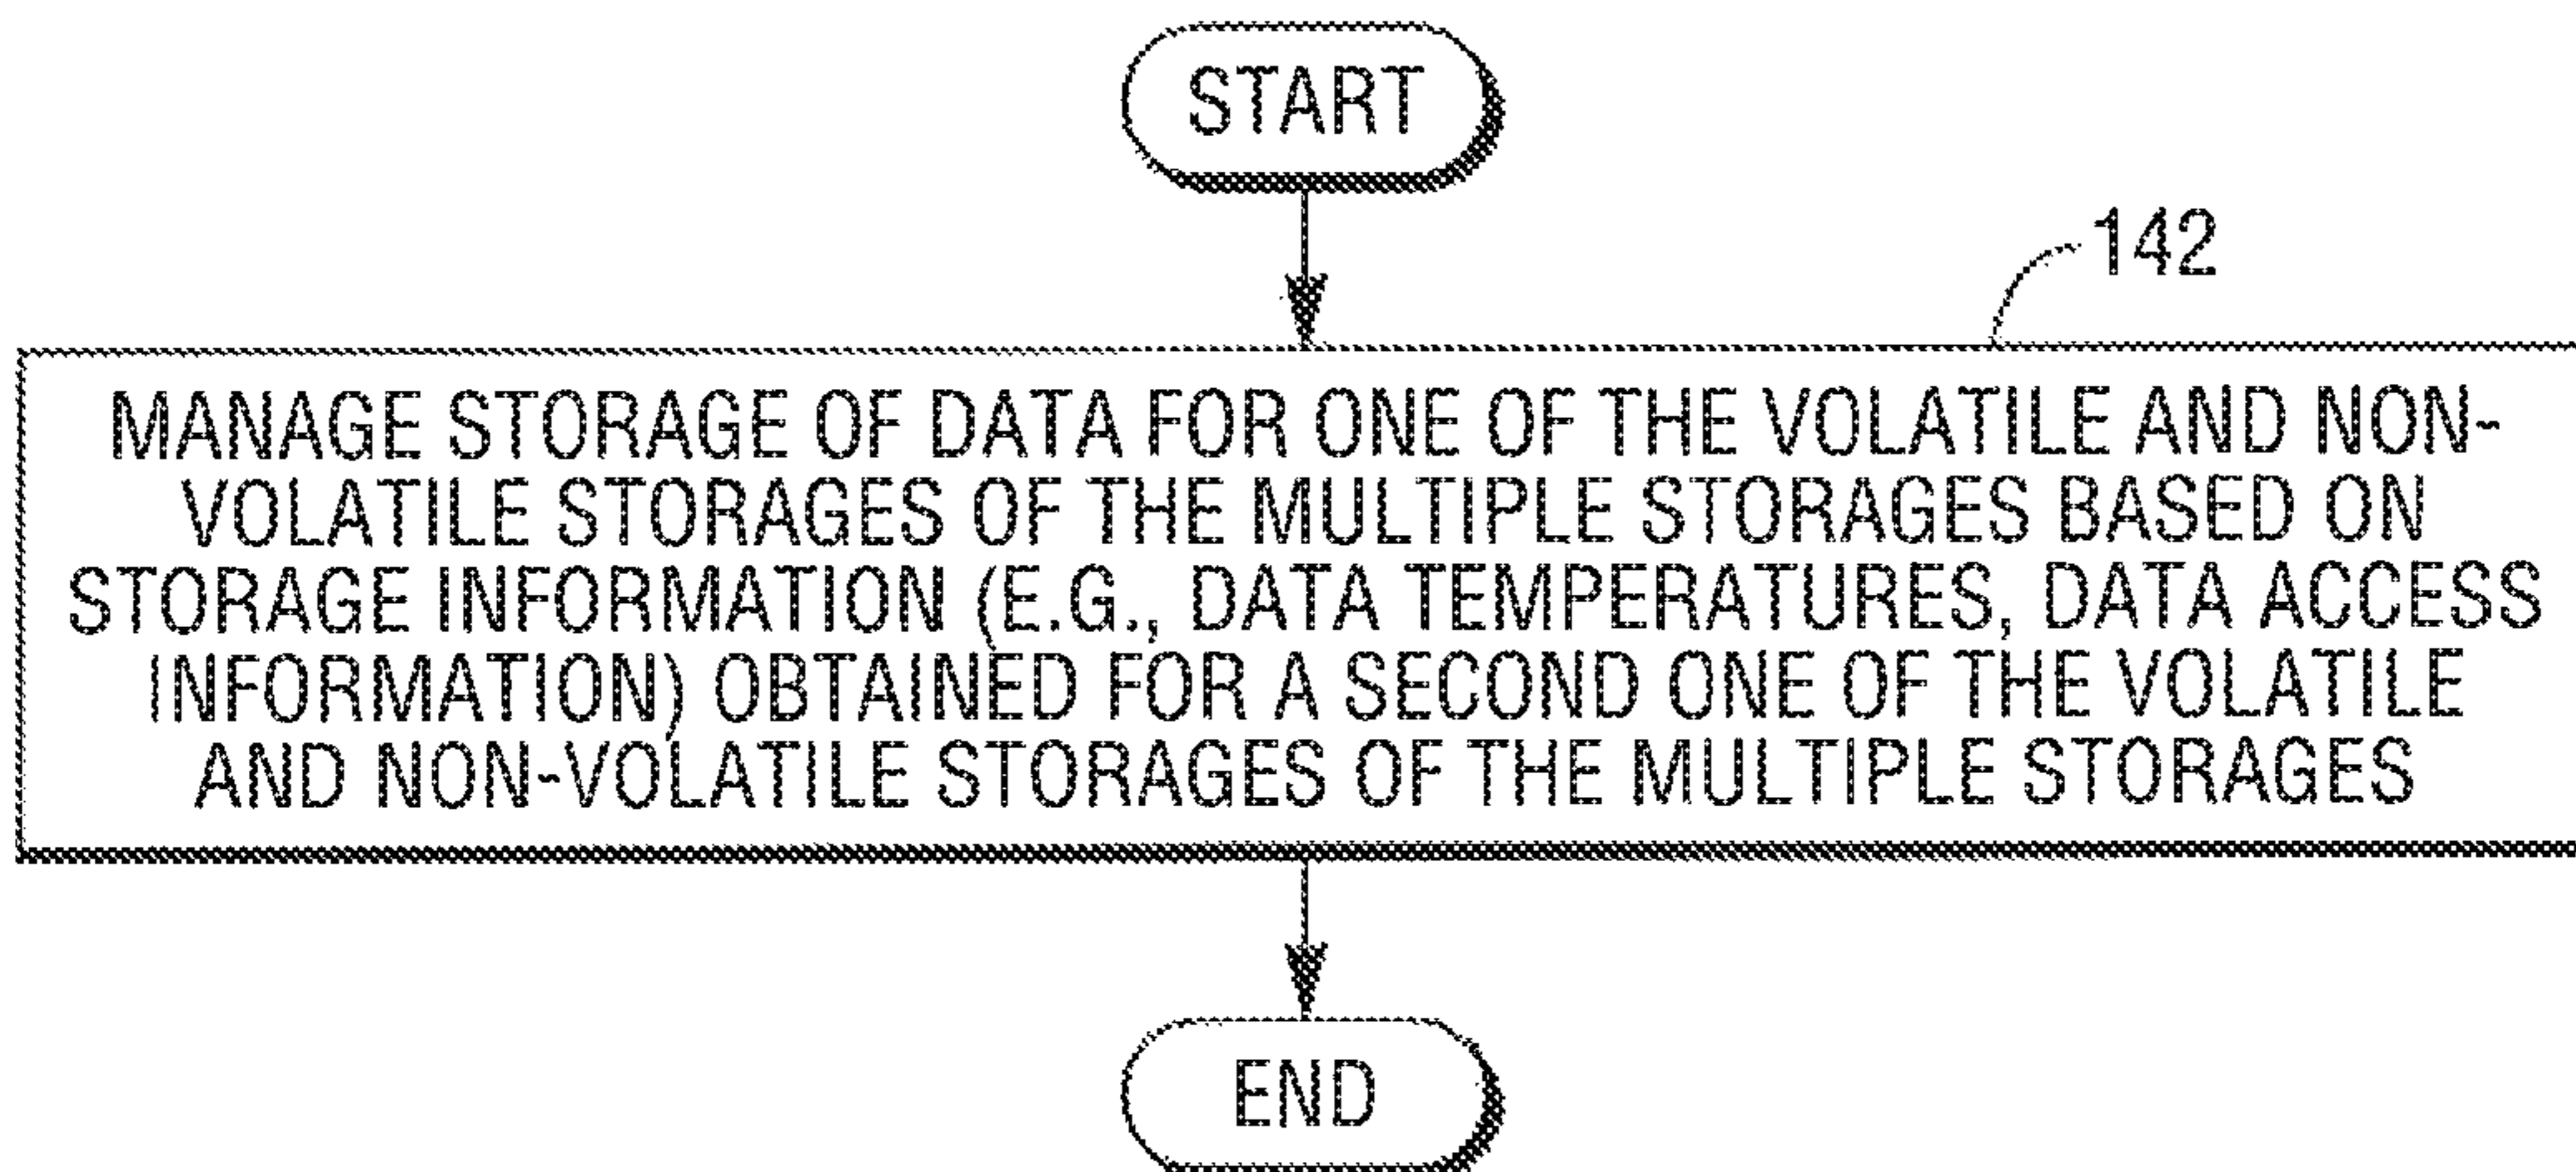 START
142
MANAGE STORAGE OF DATA FOR ONE OF THE VOLATILE AND NON-
VOLATILE STORAGES OF THE MULTIPLE STORAGES BASED ON
STORAGE INFORMATION (E.G., DATA TEMPERATURES, DATA ACCESS
INFORMATION) OBTAINED FOR A SECOND ONE OF THE VOLATILE
AND NON-VOLATILE STORAGES OF THE MULTIPLE STORAGES
END